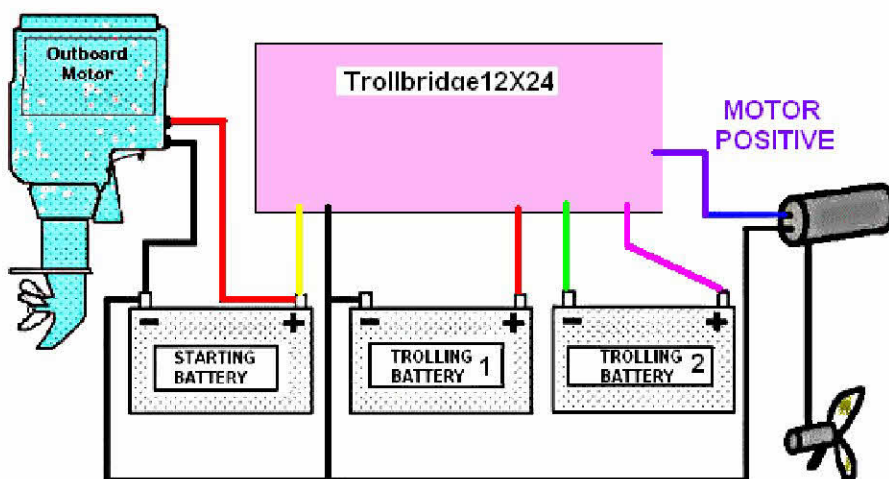 Outboard
Motor
Trollbridge12X24
MOTOR
POSITIVE
- +
STARTING
BATTERY
- +
TROLLING
BATTERY 1
- +
TROLLING
BATTERY 2